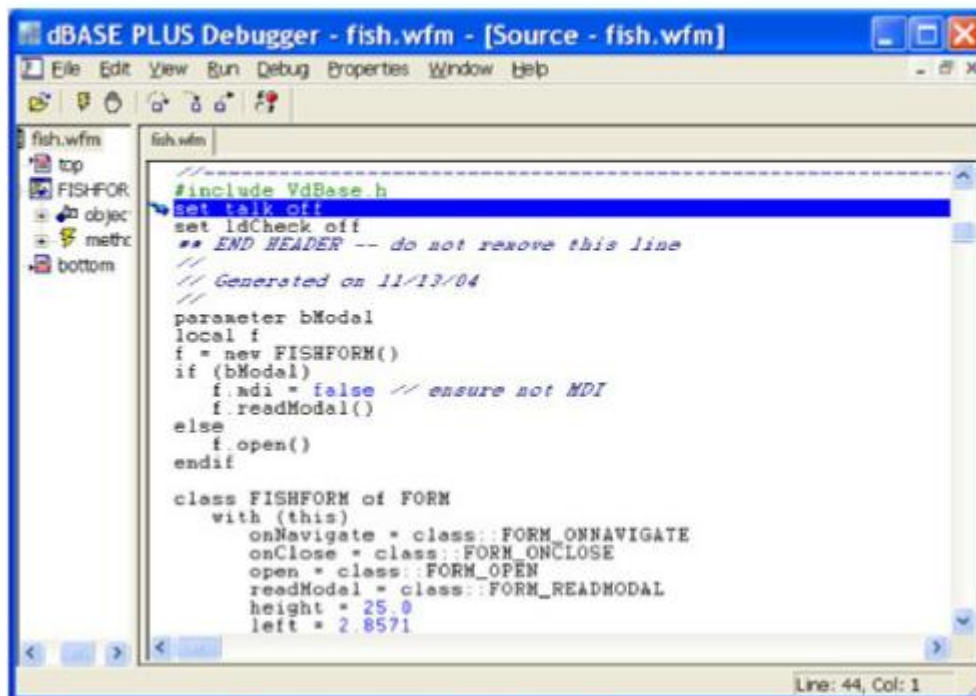 dBASE PLUS Debugger - fish.wfm - [Source - fish.wfm]
File Edit View Run Debug Properties Window Help
fish.wfm
top
FISHFOR
objec
methc
bottom
fish.wfm
//--------------------------------------------------------------
#include VdBase.h
set talk off
set ldCheck off
** END HEADER -- do not remove this line
//
// Generated on 11/13/04
//
parameter bModal
local f
f = new FISHFORM()
if (bModal)
f.mdi = false // ensure not MDI
f.readModal()
else
f.open()
endif
class FISHFORM of FORM
with (this)
onNavigate = class::FORM_ONNAVIGATE
onClose = class::FORM_ONCLOSE
open = class::FORM_OPEN
readModal = class::FORM_READMODAL
height = 25.0
left = 2.8571
Line: 44, Col: 1